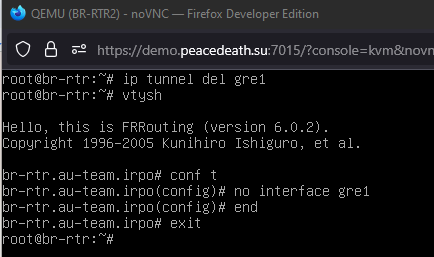 QEMU (BR-RTR2) - noVNC — Firefox Developer Edition
https://demo.peacedeath.su:7015/?console=kvm&novn
root@br-rtr:~# ip tunnel del gre1
root@br-rtr:~# vtysh
Hello, this is FRRouting (version 6.0.2).
Copyright 1996-2005 Kunihiro Ishiguro, et al.
br-rtr.au-team.irpo# conf t
br-rtr.au-team.irpo(config)# no interface gre1
br-rtr.au-team.irpo(config)# end
br-rtr.au-team.irpo# exit
root@br-rtr:~#